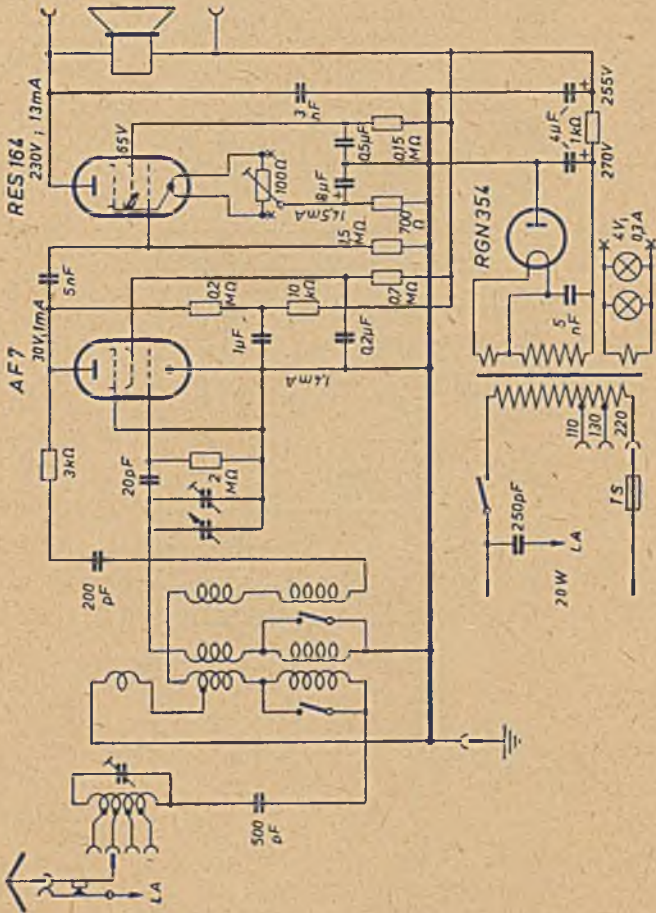 RES 164
230V ; 13mA
65V
3
nF
0,5µF
0,15
MΩ
100Ω
8µF
14,5mA
700
Ω
1,5
MΩ
4µF
1kΩ
255V
270V
RGN 354
4V;
0,3A
5
nF
AF7
30V,1mA
5nF
0,2
MΩ
10
kΩ
1µF
0,2µF
0,7
MΩ
1,4mA
3kΩ
20pF
2
MΩ
200
pF
110
130
220
1S
250pF
LA
20W
500
pF
LA